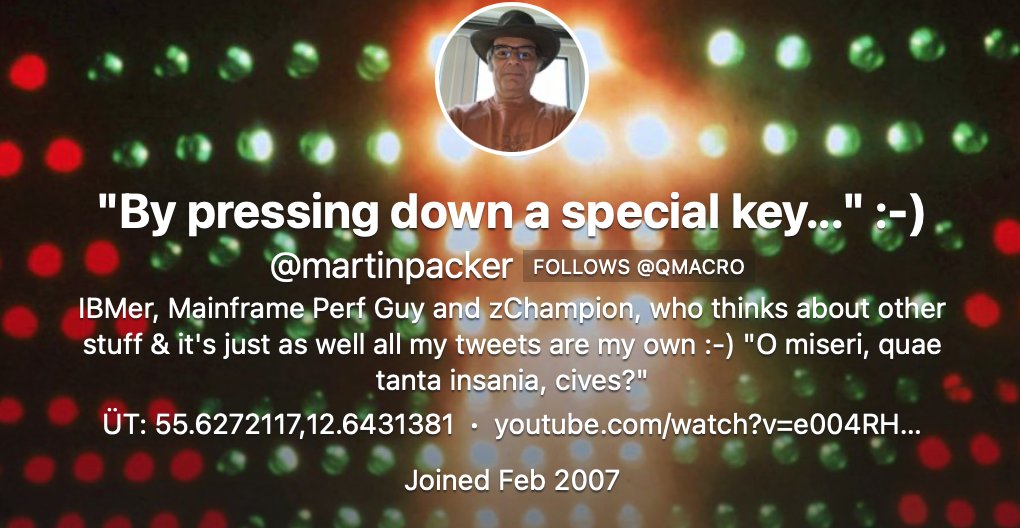 "By pressing down a special key..." :-)
@martinpacker FOLLOWS @QMACRO
IBMer, Mainframe Perf Guy and zChampion, who thinks about other
stuff & it's just as well all my tweets are my own :-) "O miseri, quae
tanta insania, cives?"
ÜT: 55.6272117,12.6431381 · youtube.com/watch?v=e004RH...
Joined Feb 2007